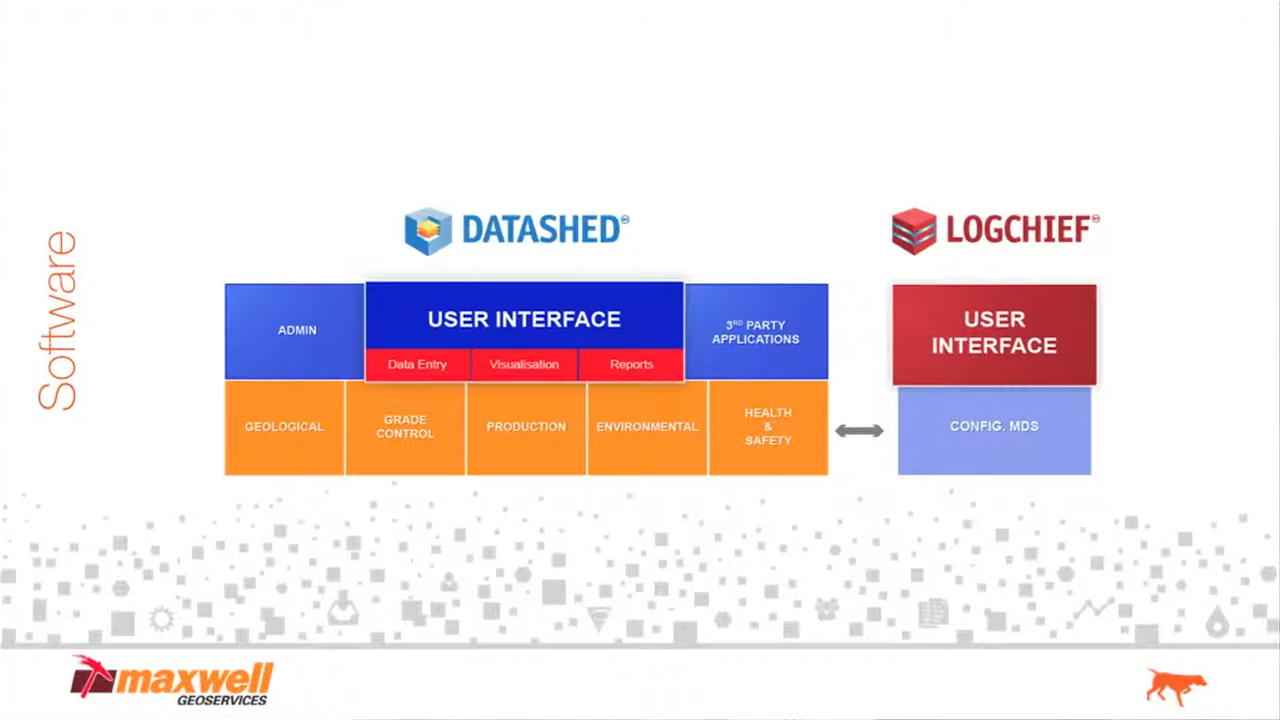 Software
DATASHED
LOGCHIEF
ADMIN
USER INTERFACE
Data Entry
Visualisation
Reports
3RD PARTY
APPLICATIONS
USER
INTERFACE
GEOLOGICAL
GRADE
CONTROL
PRODUCTION
ENVIRONMENTAL
HEALTH
&
SAFETY
CONFIG. MDS
maxwell
GEOSERVICES